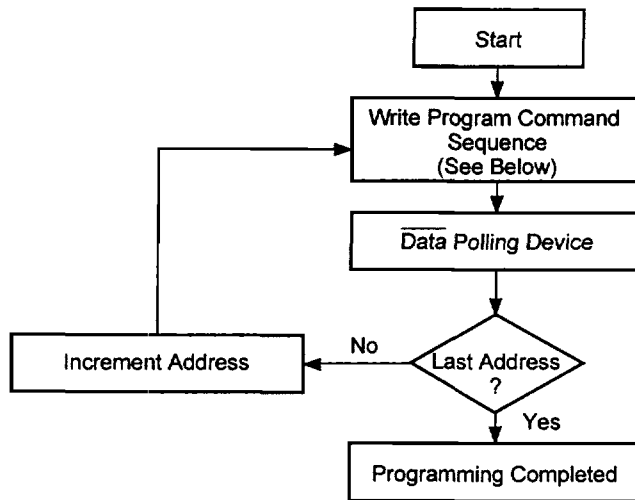 Start
Write Program Command
Sequence
(See Below)
Data Polling Device
Increment Address
No
Last Address
?
Yes
Programming Completed